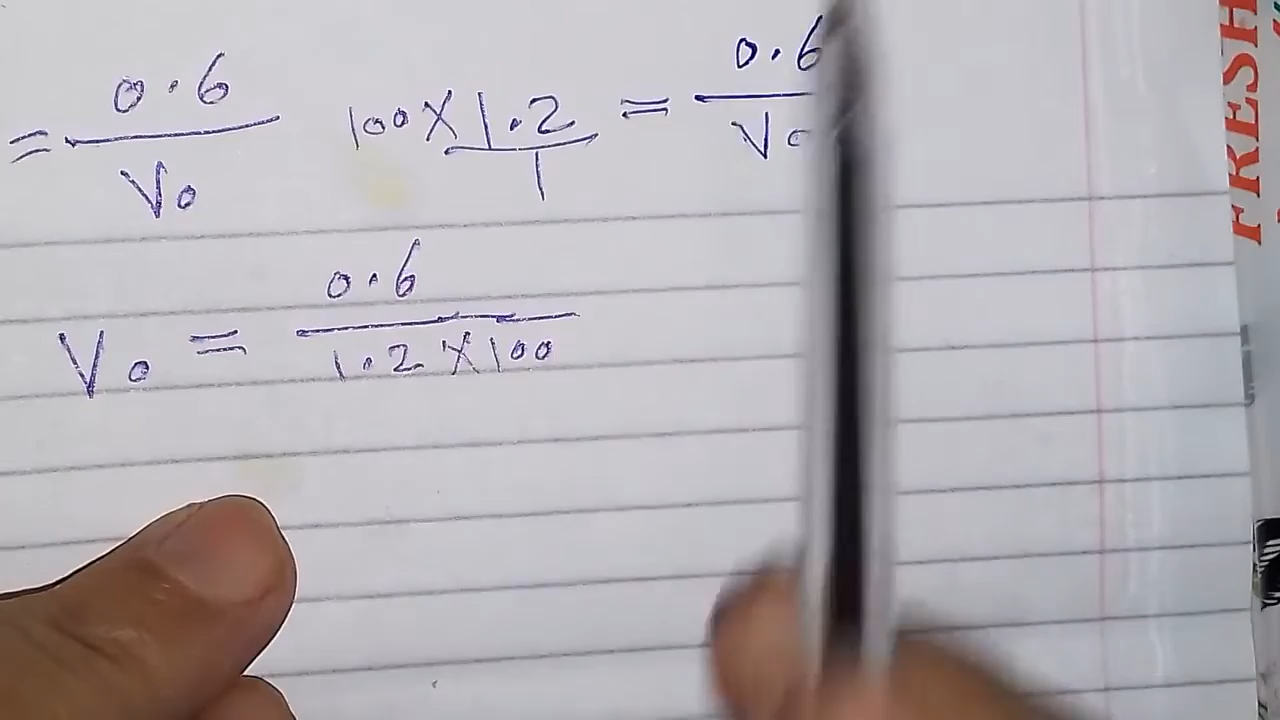 = 0.6 / V0 100 X 1.2 / 1 = 0.6 / V0
V0 = 0.6 / 1.2 X 100
FRESH